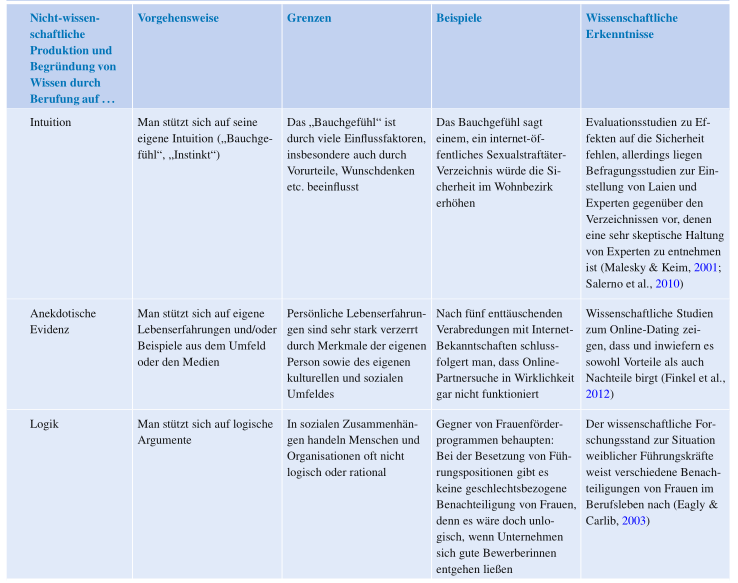 Nicht-wissen-
schaftliche
Produktion und
Begründung von
Wissen durch
Berufung auf ...
Vorgehensweise
Grenzen
Beispiele
Wissenschaftliche
Erkenntnisse
Intuition
Man stützt sich auf seine
eigene Intuition („Bauchge-
fühl“, „Instinkt“)
Das „Bauchgefühl“ ist
durch viele Einflussfaktoren,
insbesondere auch durch
Vorurteile, Wunschdenken
etc. beeinflusst
Das Bauchgefühl sagt
einem, ein internet-öf-
fentliches Sexualstraftäter-
Verzeichnis würde die Si-
cherheit im Wohnbezirk
erhöhen
Evaluationsstudien zu Ef-
fekten auf die Sicherheit
fehlen, allerdings liegen
Befragungsstudien zur Ein-
stellung von Laien und
Experten gegenüber den
Verzeichnissen vor, denen
eine sehr skeptische Haltung
von Experten zu entnehmen
ist (Malesky & Keim, 2001;
Salerno et al., 2010)
Anekdotische
Evidenz
Man stützt sich auf eigene
Lebenserfahrungen und/oder
Beispiele aus dem Umfeld
oder den Medien
Persönliche Lebenserfahrun-
gen sind sehr stark verzerrt
durch Merkmale der eigenen
Person sowie des eigenen
kulturellen und sozialen
Umfeldes
Nach fünf enttäuschenden
Verabredungen mit Internet-
Bekanntschaften schluss-
folgert man, dass Online-
Partnersuche in Wirklichkeit
gar nicht funktioniert
Wissenschaftliche Studien
zum Online-Dating zei-
gen, dass und inwiefern es
sowohl Vorteile als auch
Nachteile birgt (Finkel et al.,
2012)
Logik
Man stützt sich auf logische
Argumente
In sozialen Zusammenhän-
gen handeln Menschen und
Organisationen oft nicht
logisch oder rational
Gegner von Frauenförder-
programmen behaupten:
Bei der Besetzung von Füh-
rungspositionen gibt es
keine geschlechtsbezogene
Benachteiligung von Frauen,
denn es wäre doch unlo-
gisch, wenn Unternehmen
sich gute Bewerberinnen
entgehen ließen
Der wissenschaftliche For-
schungsstand zur Situation
weiblicher Führungskräfte
weist verschiedene Benach-
teiligungen von Frauen im
Berufsleben nach (Eagly &
Carlib, 2003)